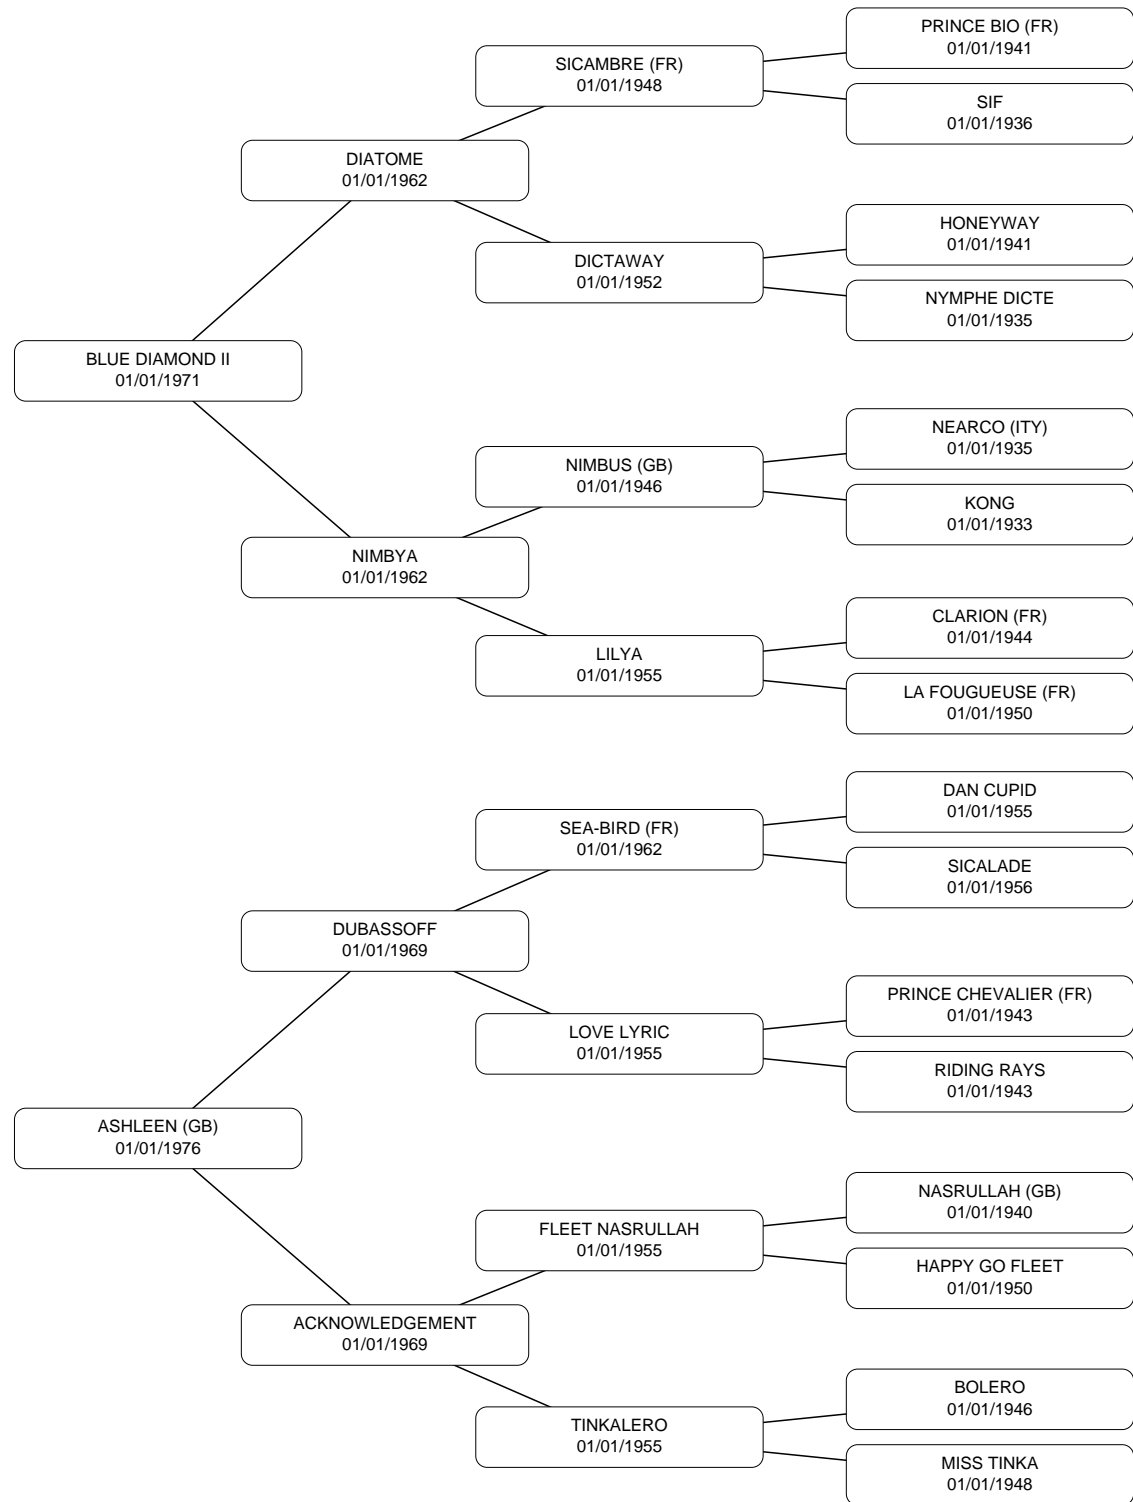 PRINCE BIO (FR)
01/01/1941
SICAMBRE (FR)
01/01/1948
SIF
01/01/1936
DIATOME
01/01/1962
HONEYWAY
01/01/1941
DICTAWAY
01/01/1952
NYMPHE DICTE
01/01/1935
BLUE DIAMOND II
01/01/1971
NEARCO (ITY)
01/01/1935
NIMBUS (GB)
01/01/1946
KONG
01/01/1933
NIMBYA
01/01/1962
CLARION (FR)
01/01/1944
LILYA
01/01/1955
LA FOUGUEUSE (FR)
01/01/1950
DAN CUPID
01/01/1955
SEA-BIRD (FR)
01/01/1962
SICALADE
01/01/1956
DUBASSOFF
01/01/1969
PRINCE CHEVALIER (FR)
01/01/1943
LOVE LYRIC
01/01/1955
RIDING RAYS
01/01/1943
ASHLEEN (GB)
01/01/1976
NASRULLAH (GB)
01/01/1940
FLEET NASRULLAH
01/01/1955
HAPPY GO FLEET
01/01/1950
ACKNOWLEDGEMENT
01/01/1969
BOLERO
01/01/1946
TINKALERO
01/01/1955
MISS TINKA
01/01/1948